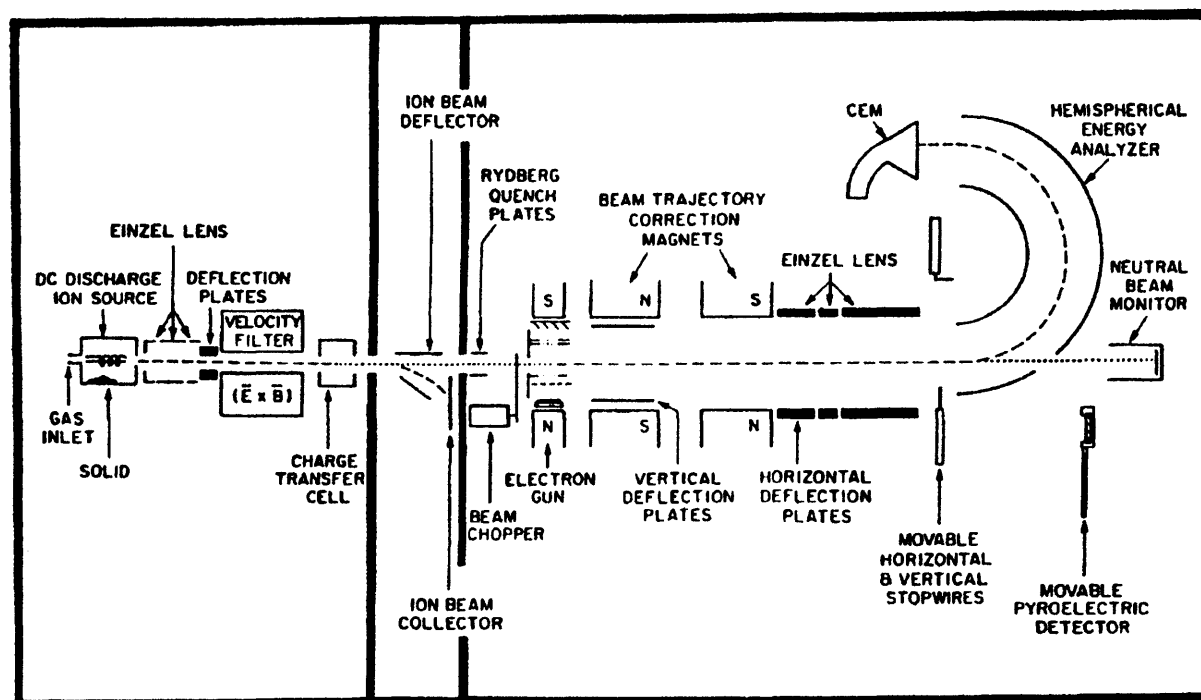 ION BEAM
DEFLECTOR
CEM
HEMISPHERICAL
ENERGY
ANALYZER
RYDBERG
QUENCH
PLATES
BEAM TRAJECTORY
CORRECTION
MAGNETS
EINZEL LENS
DC DISCHARGE
ION SOURCE
DEFLECTION
PLATES
EINZEL LENS
NEUTRAL
BEAM
MONITOR
VELOCITY
FILTER
S
N
S
(Ē x B̄)
GAS
INLET
SOLID
CHARGE
TRANSFER
CELL
N
S
N
ELECTRON
GUN
VERTICAL
DEFLECTION
PLATES
HORIZONTAL
DEFLECTION
PLATES
BEAM
CHOPPER
MOVABLE
HORIZONTAL
& VERTICAL
STOPWIRES
ION BEAM
COLLECTOR
MOVABLE
PYROELECTRIC
DETECTOR